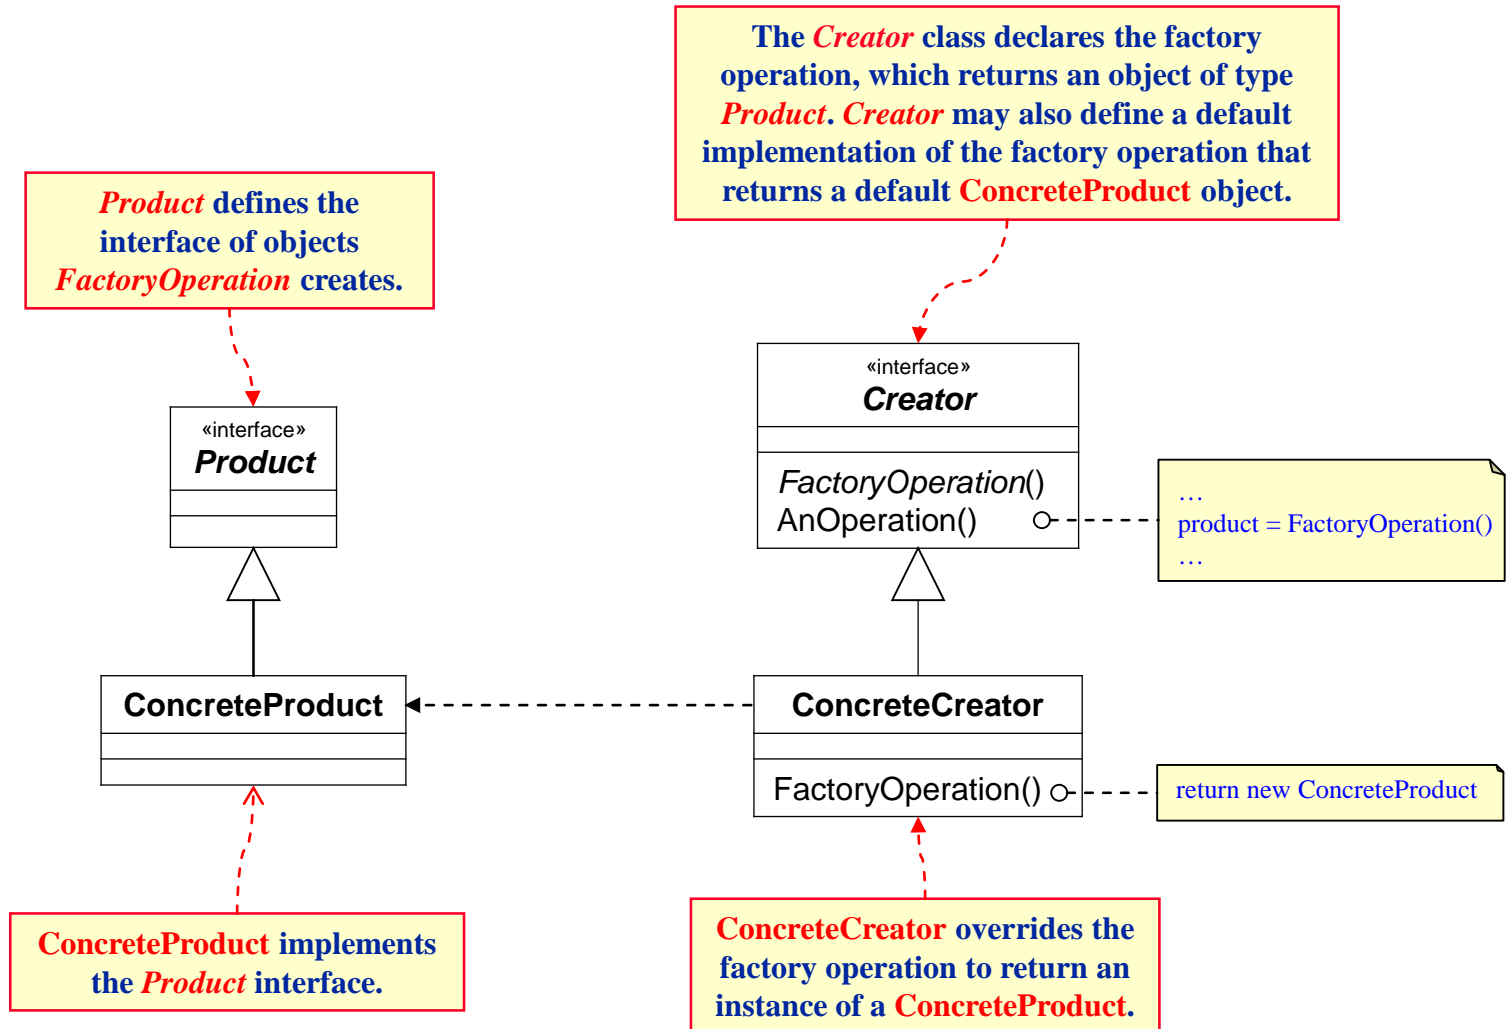 The Creator class declares the factory
operation, which returns an object of type
Product. Creator may also define a default
implementation of the factory operation that
returns a default ConcreteProduct object.
Product defines the
interface of objects
FactoryOperation creates.
«interface»
Product
«interface»
Creator
FactoryOperation()
AnOperation()
…
product = FactoryOperation()
…
ConcreteProduct
ConcreteCreator
FactoryOperation()
return new ConcreteProduct
ConcreteProduct implements
the Product interface.
ConcreteCreator overrides the
factory operation to return an
instance of a ConcreteProduct.